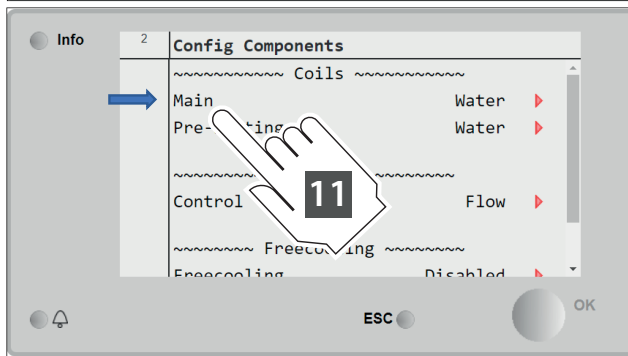 Info
2
Config Components
~~~~~~~~~~~ Coils ~~~~~~~~~~~
Main Water
Water
11
Control Flow
~~~~~~~~ Freecooling ~~~~~~~~
Freecooling Disabled
ESC
OK